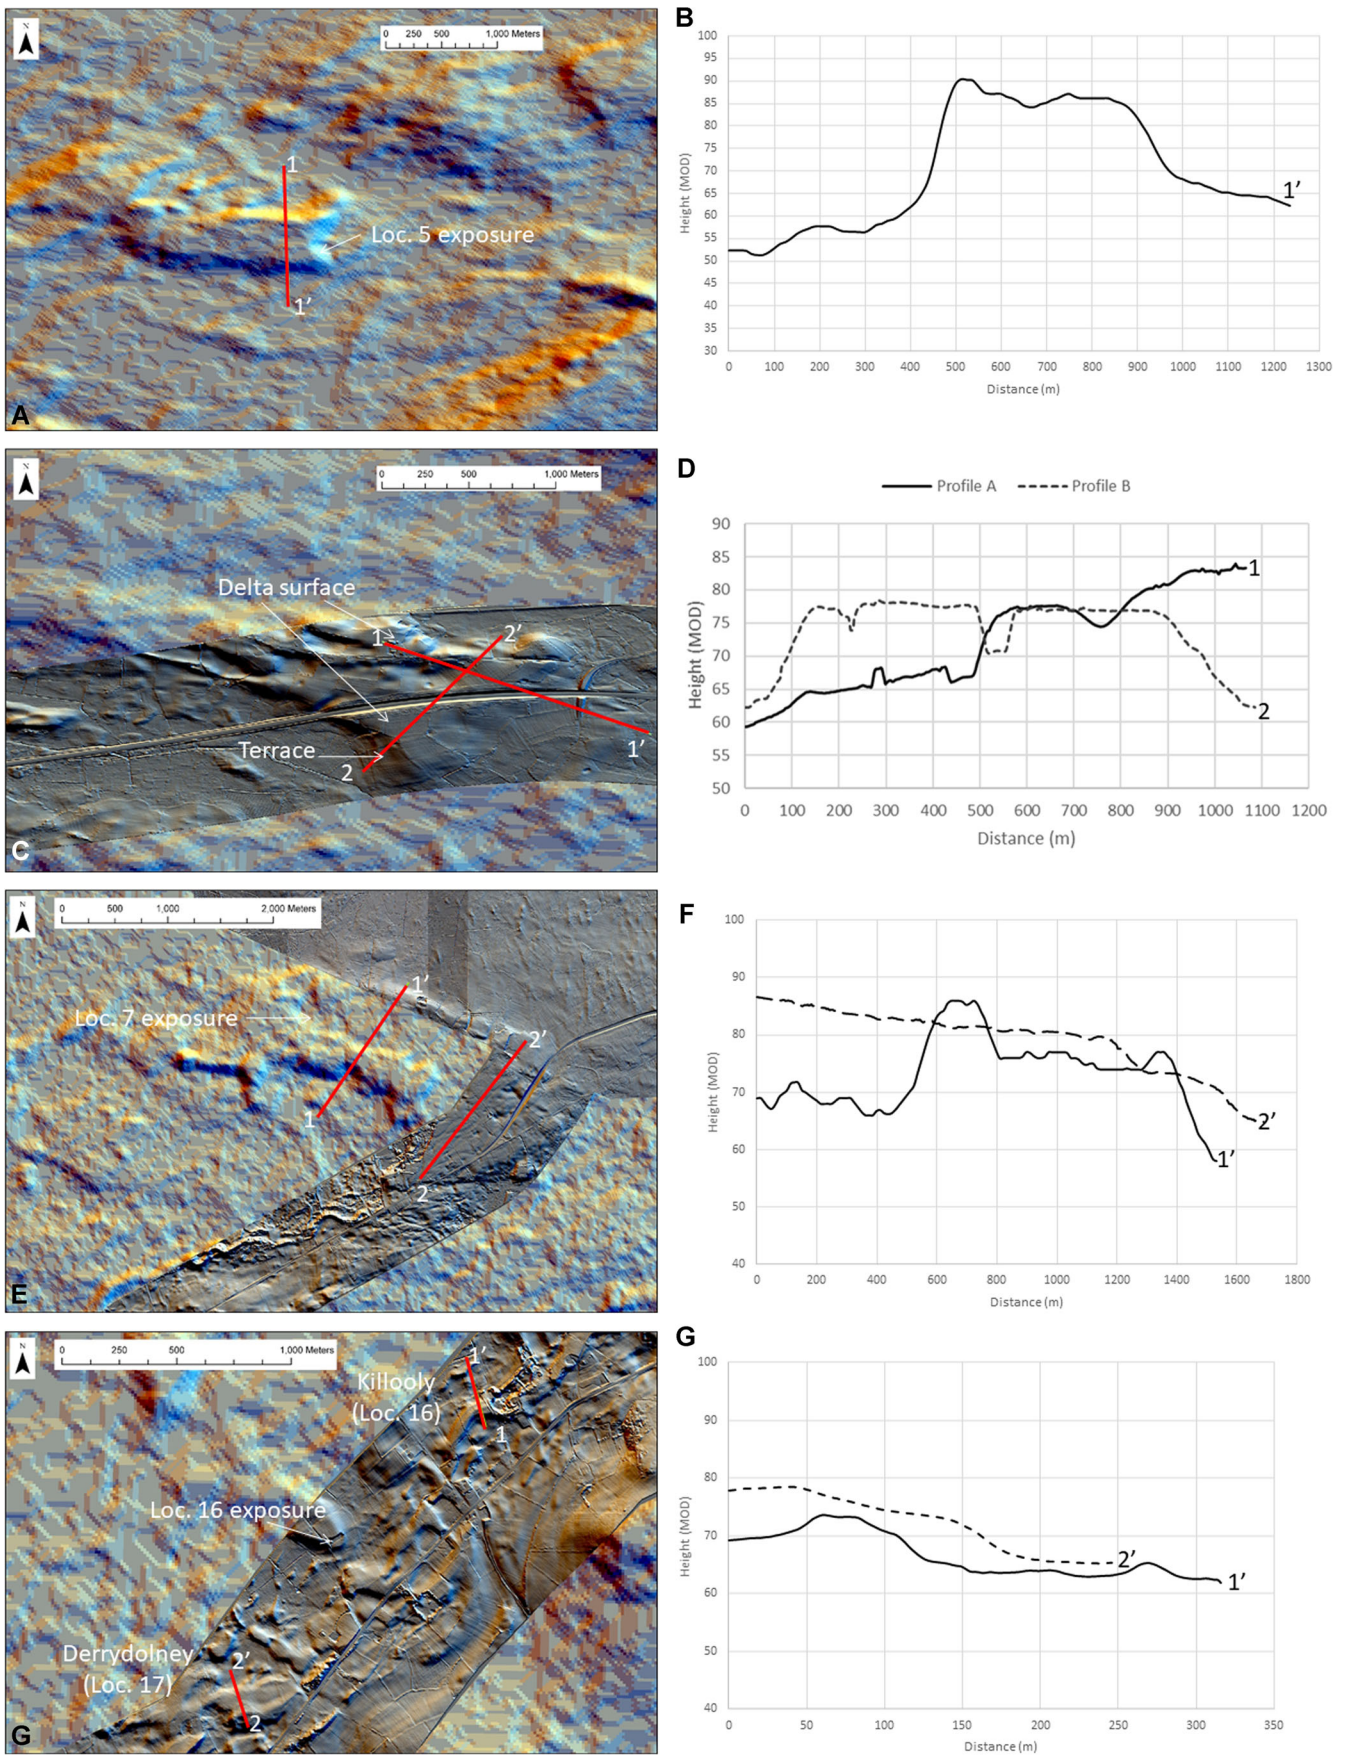 A
N
0 250 500 1,000 Meters
1
Loc. 5 exposure
1’
B
100
95
90
85
80
75
70
65
60
55
50
45
40
35
30
Height (MOD)
1’
0 100 200 300 400 500 600 700 800 900 1000 1100 1200 1300
Distance (m)
C
N
0 250 500 1,000 Meters
Delta surface
1
2’
Terrace
2
1’
D
Profile A Profile B
90
85
80
75
70
65
60
55
50
Height (MOD)
1
2
0 100 200 300 400 500 600 700 800 900 1000 1100 1200
Distance (m)
E
N
0 500 1,000 2,000 Meters
1’
Loc. 7 exposure
2’
1
2
F
100
90
80
70
60
50
40
Height (MOD)
2’
1’
0 200 400 600 800 1000 1200 1400 1600 1800
Distance (m)
G
N
0 250 500 1,000 Meters
1’
Killooly
(Loc. 16)
1
Loc. 16 exposure
Derrydolney
(Loc. 17)
2’
2
G
100
90
80
70
60
50
40
Height (MOD)
2’
1’
0 50 100 150 200 250 300 350
Distance (m)